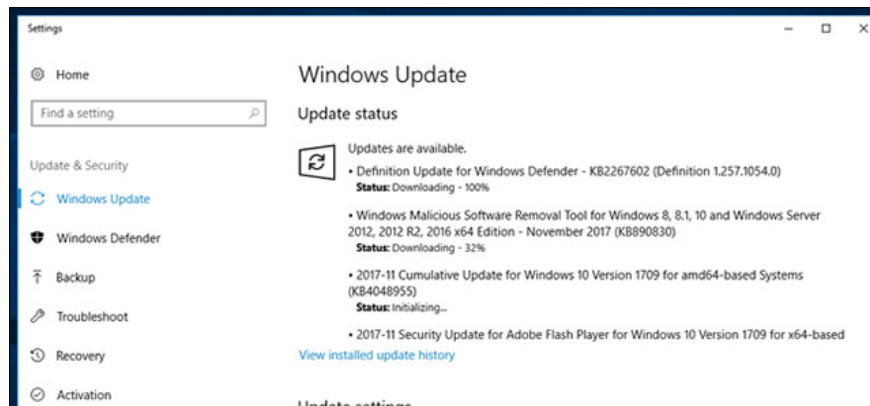 Settings
Home
Find a setting
Update & Security
Windows Update
Windows Defender
Backup
Troubleshoot
Recovery
Activation
Windows Update
Update status
Updates are available.
• Definition Update for Windows Defender - KB2267602 (Definition 1.257.1054.0)
Status: Downloading - 100%
• Windows Malicious Software Removal Tool for Windows 8, 8.1, 10 and Windows Server
2012, 2012 R2, 2016 x64 Edition - November 2017 (KB890830)
Status: Downloading - 32%
• 2017-11 Cumulative Update for Windows 10 Version 1709 for amd64-based Systems
(KB4048955)
Status: Initializing...
• 2017-11 Security Update for Adobe Flash Player for Windows 10 Version 1709 for x64-based
View installed update history
Update settings